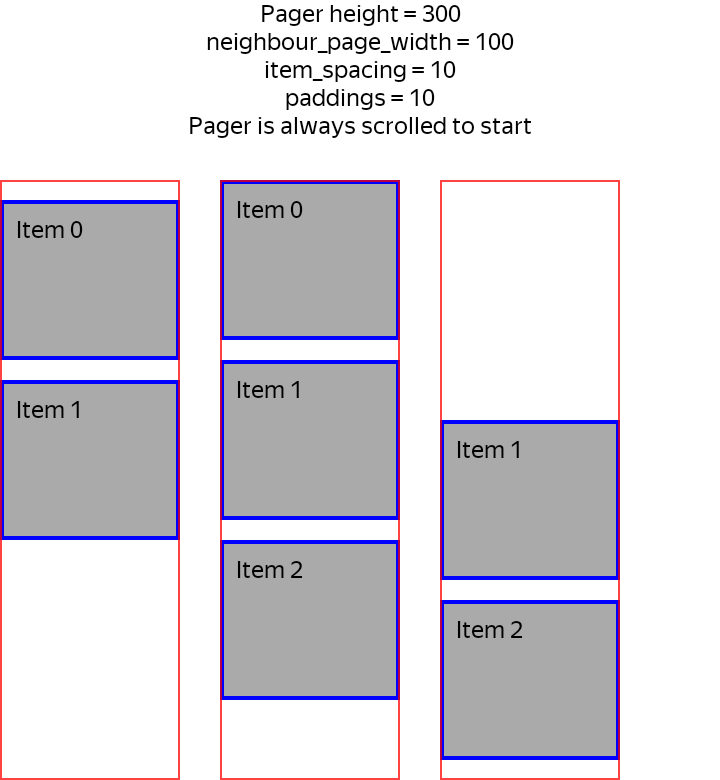 Pager height = 300
neighbour_page_width = 100
item_spacing = 10
paddings = 10
Pager is always scrolled to start
Item 0
Item 1
Item 0
Item 1
Item 2
Item 1
Item 2